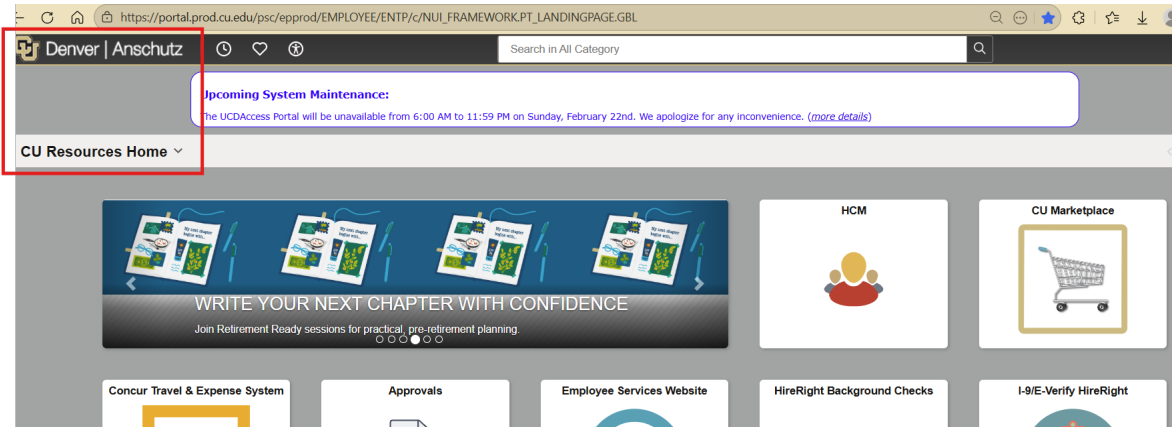 https://portal.prod.cu.edu/psc/epprod/EMPLOYEE/ENTP/c/NUI_FRAMEWORK.PT_LANDINGPAGE.GBL
Denver | Anschutz
Search in All Category
Upcoming System Maintenance:
The UCDAccess Portal will be unavailable from 6:00 AM to 11:59 PM on Sunday, February 22nd. We apologize for any inconvenience. (more details)
CU Resources Home
HCM
CU Marketplace
WRITE YOUR NEXT CHAPTER WITH CONFIDENCE
Join Retirement Ready sessions for practical, pre-retirement planning.
Concur Travel & Expense System
Approvals
Employee Services Website
HireRight Background Checks
I-9/E-Verify HireRight